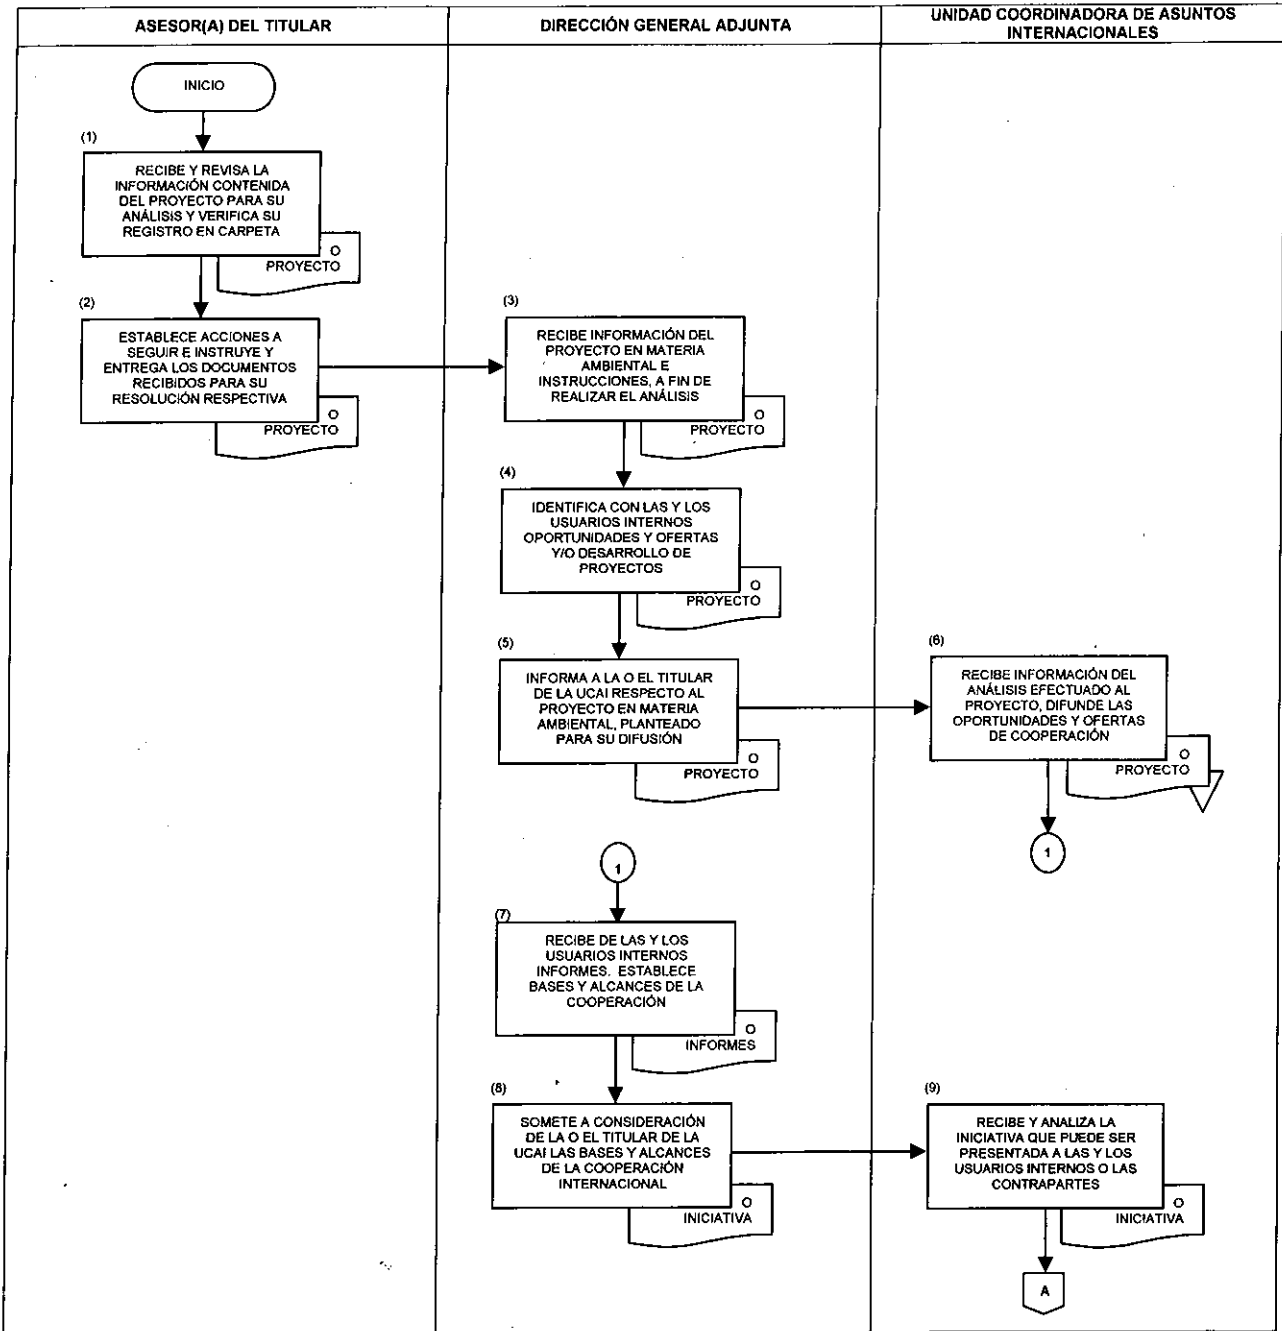 ASESOR(A) DEL TITULAR
DIRECCIÓN GENERAL ADJUNTA
UNIDAD COORDINADORA DE ASUNTOS
INTERNACIONALES
INICIO
(1)
RECIBE Y REVISA LA
INFORMACIÓN CONTENIDA
DEL PROYECTO PARA SU
ANÁLISIS Y VERIFICA SU
REGISTRO EN CARPETA
O
PROYECTO
(2)
ESTABLECE ACCIONES A
SEGUIR E INSTRUYE Y
ENTREGA LOS DOCUMENTOS
RECIBIDOS PARA SU
RESOLUCIÓN RESPECTIVA
O
PROYECTO
(3)
RECIBE INFORMACIÓN DEL
PROYECTO EN MATERIA
AMBIENTAL E
INSTRUCCIONES, A FIN DE
REALIZAR EL ANÁLISIS
O
PROYECTO
(4)
IDENTIFICA CON LAS Y LOS
USUARIOS INTERNOS
OPORTUNIDADES Y OFERTAS
Y/O DESARROLLO DE
PROYECTOS
O
PROYECTO
(5)
INFORMA A LA O EL TITULAR
DE LA UCAI RESPECTO AL
PROYECTO EN MATERIA
AMBIENTAL, PLANTEADO
PARA SU DIFUSIÓN
O
PROYECTO
(6)
RECIBE INFORMACIÓN DEL
ANÁLISIS EFECTUADO AL
PROYECTO, DIFUNDE LAS
OPORTUNIDADES Y OFERTAS
DE COOPERACIÓN
O
PROYECTO
1
1
(7)
RECIBE DE LAS Y LOS
USUARIOS INTERNOS
INFORMES. ESTABLECE
BASES Y ALCANCES DE LA
COOPERACIÓN
O
INFORMES
(8)
SOMETE A CONSIDERACIÓN
DE LA O EL TITULAR DE LA
UCAI LAS BASES Y ALCANCES
DE LA COOPERACIÓN
INTERNACIONAL
O
INICIATIVA
(9)
RECIBE Y ANALIZA LA
INICIATIVA QUE PUEDE SER
PRESENTADA A LAS Y LOS
USUARIOS INTERNOS O LAS
CONTRAPARTES
O
INICIATIVA
A